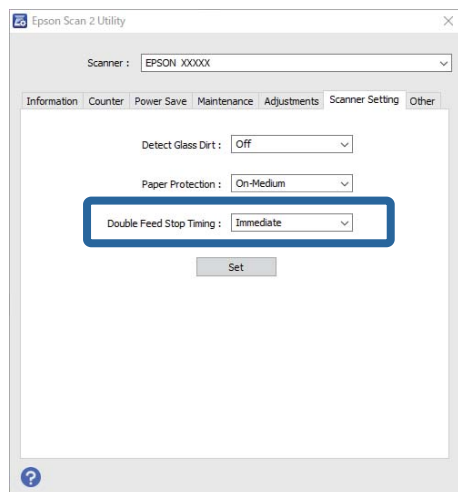 Epson Scan 2 Utility
Scanner : EPSON XXXXX
Information Counter Power Save Maintenance Adjustments Scanner Setting Other
Detect Glass Dirt : Off
Paper Protection : On-Medium
Double Feed Stop Timing : Immediate
Set
?